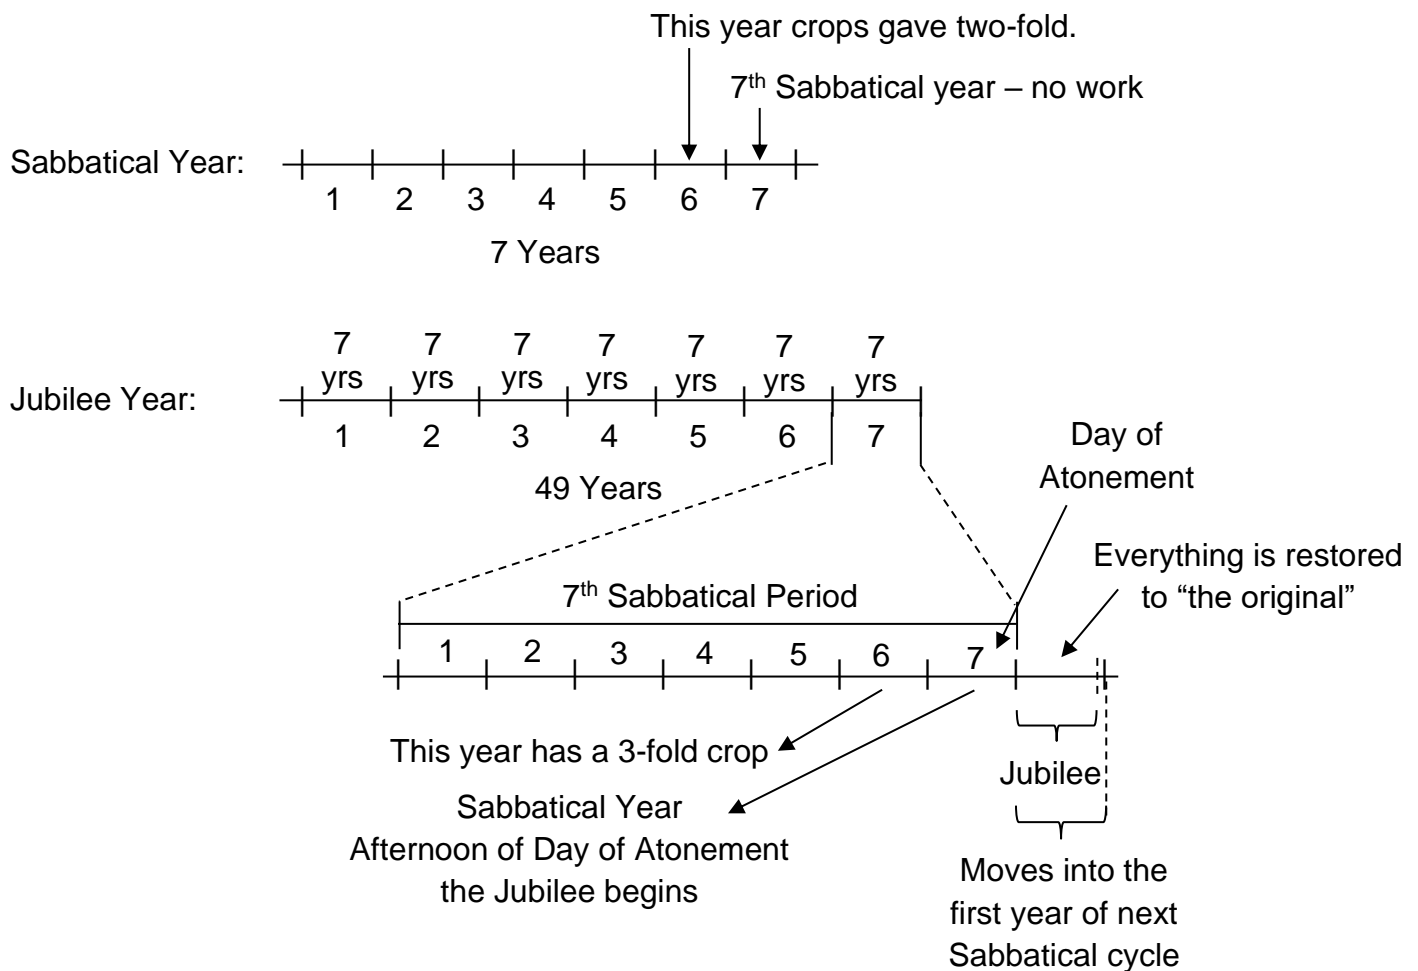 This year crops gave two-fold.
7th Sabbatical year – no work
Sabbatical Year:
1 2 3 4 5 6 7
7 Years
7 7 7 7 7 7 7
yrs yrs yrs yrs yrs yrs yrs
Jubilee Year:
1 2 3 4 5 6 7
49 Years
Day of
Atonement
Everything is restored
to “the original”
7th Sabbatical Period
1 2 3 4 5 6 7
This year has a 3-fold crop
Jubilee
Sabbatical Year
Afternoon of Day of Atonement
the Jubilee begins
Moves into the
first year of next
Sabbatical cycle